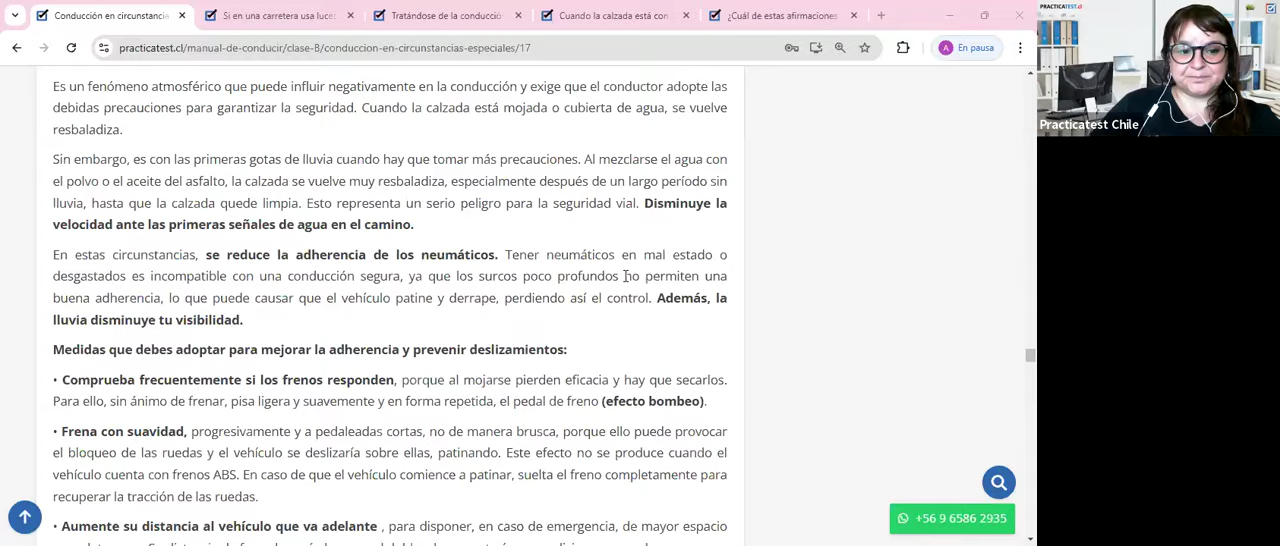 Conducción en circunstancia
Si en una carretera usa luces
Tratándose de la conducció
Cuando la calzada está con
¿Cuál de estas afirmaciones
practicatest.cl/manual-de-conducir/clase-B/conduccion-en-circunstancias-especiales/17
A En pausa
Es un fenómeno atmosférico que puede influir negativamente en la conducción y exige que el conductor adopte las
debidas precauciones para garantizar la seguridad. Cuando la calzada está mojada o cubierta de agua, se vuelve
resbaladiza.
Sin embargo, es con las primeras gotas de lluvia cuando hay que tomar más precauciones. Al mezclarse el agua con
el polvo o el aceite del asfalto, la calzada se vuelve muy resbaladiza, especialmente después de un largo período sin
lluvia, hasta que la calzada quede limpia. Esto representa un serio peligro para la seguridad vial. Disminuye la
velocidad ante las primeras señales de agua en el camino.
En estas circunstancias, se reduce la adherencia de los neumáticos. Tener neumáticos en mal estado o
desgastados es incompatible con una conducción segura, ya que los surcos poco profundos no permiten una
buena adherencia, lo que puede causar que el vehículo patine y derrape, perdiendo así el control. Además, la
lluvia disminuye tu visibilidad.
Medidas que debes adoptar para mejorar la adherencia y prevenir deslizamientos:
• Comprueba frecuentemente si los frenos responden, porque al mojarse pierden eficacia y hay que secarlos.
Para ello, sin ánimo de frenar, pisa ligera y suavemente y en forma repetida, el pedal de freno (efecto bombeo).
• Frena con suavidad, progresivamente y a pedaleadas cortas, no de manera brusca, porque ello puede provocar
el bloqueo de las ruedas y el vehículo se deslizaría sobre ellas, patinando. Este efecto no se produce cuando el
vehículo cuenta con frenos ABS. En caso de que el vehículo comience a patinar, suelta el freno completamente para
recuperar la tracción de las ruedas.
• Aumente su distancia al vehículo que va adelante , para disponer, en caso de emergencia, de mayor espacio
+56 9 6586 2935
PRACTICATEST.cl
Practicatest Chile